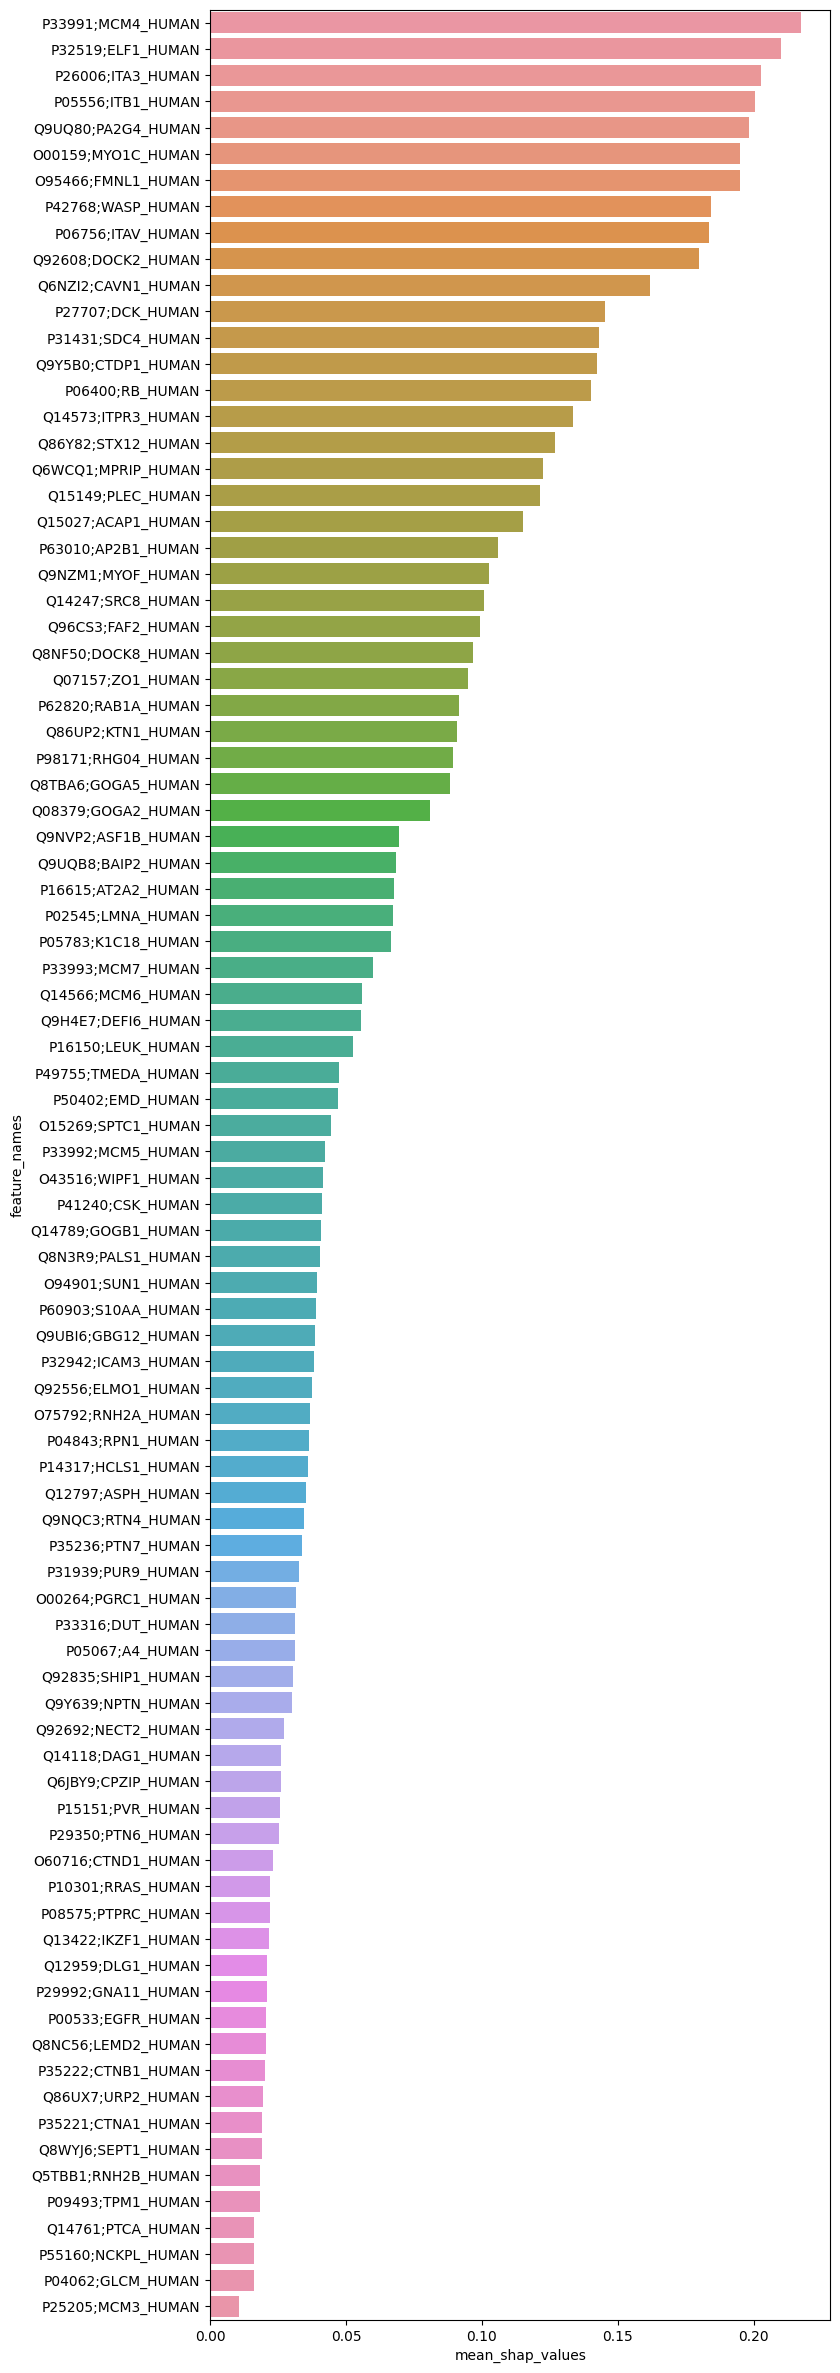 P33991;MCM4_HUMAN
P32519;ELF1_HUMAN
P26006;ITA3_HUMAN
P05556;ITB1_HUMAN
Q9UQ80;PA2G4_HUMAN
O00159;MYO1C_HUMAN
O95466;FMNL1_HUMAN
P42768;WASP_HUMAN
P06756;ITAV_HUMAN
Q92608;DOCK2_HUMAN
Q6NZI2;CAVN1_HUMAN
P27707;DCK_HUMAN
P31431;SDC4_HUMAN
Q9Y5B0;CTDP1_HUMAN
P06400;RB_HUMAN
Q14573;ITPR3_HUMAN
Q86Y82;STX12_HUMAN
Q6WCQ1;MPRIP_HUMAN
Q15149;PLEC_HUMAN
Q15027;ACAP1_HUMAN
P63010;AP2B1_HUMAN
Q9NZM1;MYOF_HUMAN
Q14247;SRC8_HUMAN
Q96CS3;FAF2_HUMAN
Q8NF50;DOCK8_HUMAN
Q07157;ZO1_HUMAN
P62820;RAB1A_HUMAN
Q86UP2;KTN1_HUMAN
P98171;RHG04_HUMAN
Q8TBA6;GOGA5_HUMAN
Q08379;GOGA2_HUMAN
Q9NVP2;ASF1B_HUMAN
Q9UQB8;BAIP2_HUMAN
P16615;AT2A2_HUMAN
P02545;LMNA_HUMAN
P05783;K1C18_HUMAN
P33993;MCM7_HUMAN
Q14566;MCM6_HUMAN
Q9H4E7;DEFI6_HUMAN
P16150;LEUK_HUMAN
P49755;TMEDA_HUMAN
P50402;EMD_HUMAN
O15269;SPTC1_HUMAN
P33992;MCM5_HUMAN
O43516;WIPF1_HUMAN
P41240;CSK_HUMAN
Q14789;GOGB1_HUMAN
Q8N3R9;PALS1_HUMAN
O94901;SUN1_HUMAN
P60903;S10AA_HUMAN
Q9UBI6;GBG12_HUMAN
P32942;ICAM3_HUMAN
Q92556;ELMO1_HUMAN
O75792;RNH2A_HUMAN
P04843;RPN1_HUMAN
P14317;HCLS1_HUMAN
Q12797;ASPH_HUMAN
Q9NQC3;RTN4_HUMAN
P35236;PTN7_HUMAN
P31939;PUR9_HUMAN
O00264;PGRC1_HUMAN
P33316;DUT_HUMAN
P05067;A4_HUMAN
Q92835;SHIP1_HUMAN
Q9Y639;NPTN_HUMAN
Q92692;NECT2_HUMAN
Q14118;DAG1_HUMAN
Q6JBY9;CPZIP_HUMAN
P15151;PVR_HUMAN
P29350;PTN6_HUMAN
O60716;CTND1_HUMAN
P10301;RRAS_HUMAN
P08575;PTPRC_HUMAN
Q13422;IKZF1_HUMAN
Q12959;DLG1_HUMAN
P29992;GNA11_HUMAN
P00533;EGFR_HUMAN
Q8NC56;LEMD2_HUMAN
P35222;CTNB1_HUMAN
Q86UX7;URP2_HUMAN
P35221;CTNA1_HUMAN
Q8WYJ6;SEPT1_HUMAN
Q5TBB1;RNH2B_HUMAN
P09493;TPM1_HUMAN
Q14761;PTCA_HUMAN
P55160;NCKPL_HUMAN
P04062;GLCM_HUMAN
P25205;MCM3_HUMAN
feature_names
0.00 0.05 0.10 0.15 0.20
mean_shap_values